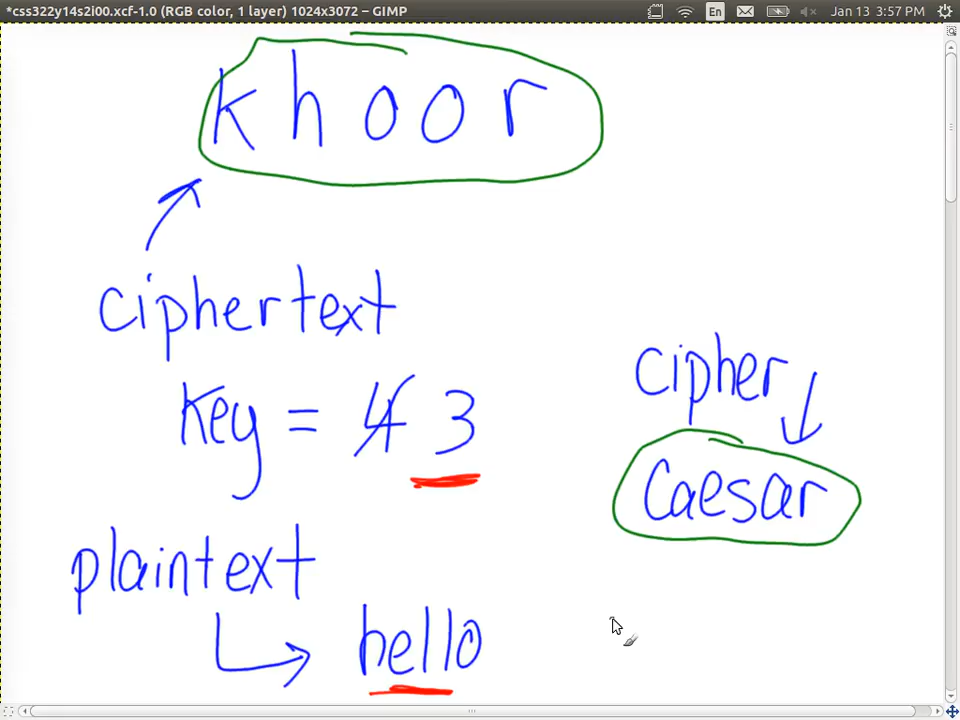 *css322y14s2i00.xcf-1.0 (RGB color, 1 layer) 1024x3072 – GIMP En Jan 13 3:57 PM
khoor
ciphertext
cipher
key = 4 3
Caesar
plaintext
hello